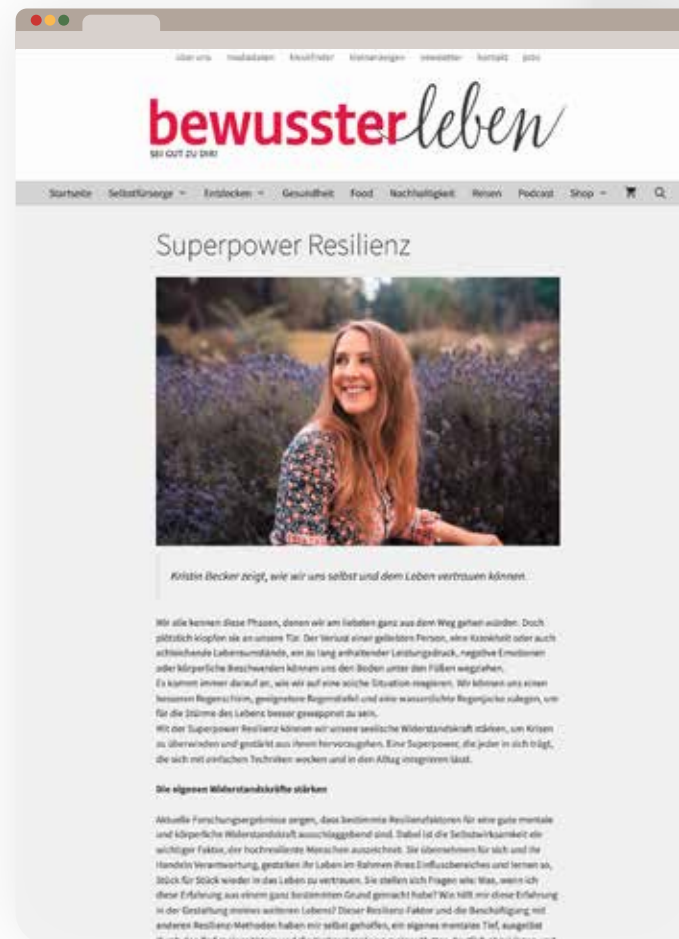 über uns mediadaten kioskfinder kleinanzeigen newsletter kontakt jobs
bewusster leben
SEI GUT ZU DIR!
Startseite Selbstfürsorge Entdecken Gesundheit Food Nachhaltigkeit Reisen Podcast Shop
Superpower Resilienz
Kristin Becker zeigt, wie wir uns selbst und dem Leben vertrauen können.
Wir alle kennen diese Phasen, denen wir am liebsten ganz aus dem Weg gehen würden. Doch
plötzlich klopfen sie an unsere Tür. Der Verlust einer geliebten Person, eine Krankheit oder auch
schleichende Lebensumstände, ein zu lang anhaltender Leistungsdruck, negative Emotionen
oder körperliche Beschwerden können uns den Boden unter den Füßen wegziehen.
Es kommt immer darauf an, wie wir auf eine solche Situation reagieren. Wir können uns einen
besseren Regenschirm, geeignetere Regenstiefel und eine wasserdichte Regenjacke zulegen, um
für die Stürme des Lebens besser gewappnet zu sein.
Mit der Superpower Resilienz können wir unsere seelische Widerstandskraft stärken, um Krisen
zu überwinden und gestärkt aus ihnen hervorzugehen. Eine Superpower, die jeder in sich trägt,
die sich mit einfachen Techniken wecken und in den Alltag integrieren lässt.
Die eigenen Widerstandskräfte stärken
Aktuelle Forschungsergebnisse zeigen, dass bestimmte Resilienzfaktoren für eine gute mentale
und körperliche Widerstandskraft ausschlaggebend sind. Dabei ist die Selbstwirksamkeit ein
wichtiger Faktor, der hochresiliente Menschen auszeichnet. Sie übernehmen für sich und ihr
Handeln Verantwortung, gestalten ihr Leben im Rahmen ihres Einflussbereiches und lernen so,
Stück für Stück wieder in das Leben zu vertrauen. Sie stellen sich Fragen wie: Was, wenn ich
diese Erfahrung aus einem ganz bestimmten Grund gemacht habe? Wie hilft mir diese Erfahrung
in der Gestaltung meines weiteren Lebens? Dieser Resilienz-Faktor und die Beschäftigung mit
anderen Resilienz-Methoden haben mir selbst geholfen, ein eigenes mentales Tief, ausgelöst